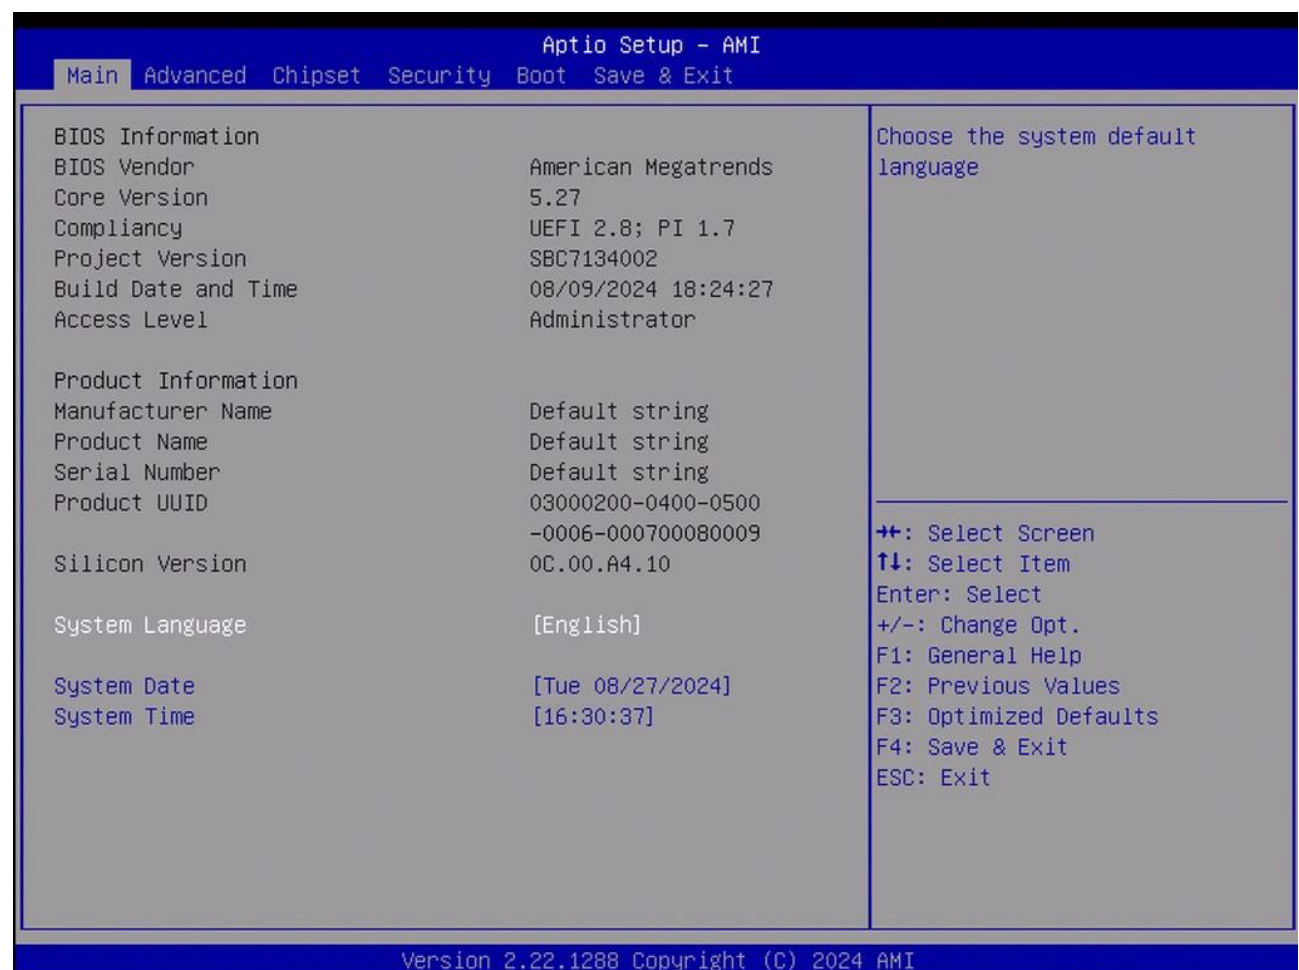 Aptio Setup – AMI
Main Advanced Chipset Security Boot Save & Exit
BIOS Information
BIOS Vendor American Megatrends
Core Version 5.27
Compliancy UEFI 2.8; PI 1.7
Project Version SBC7134002
Build Date and Time 08/09/2024 18:24:27
Access Level Administrator
Product Information
Manufacturer Name Default string
Product Name Default string
Serial Number Default string
Product UUID 03000200-0400-0500
-0006-000700080009
Silicon Version 0C.00.A4.10
System Language [English]
System Date [Tue 08/27/2024]
System Time [16:30:37]
Choose the system default
language
→←: Select Screen
↑↓: Select Item
Enter: Select
+/-: Change Opt.
F1: General Help
F2: Previous Values
F3: Optimized Defaults
F4: Save & Exit
ESC: Exit
Version 2.22.1288 Copyright (C) 2024 AMI